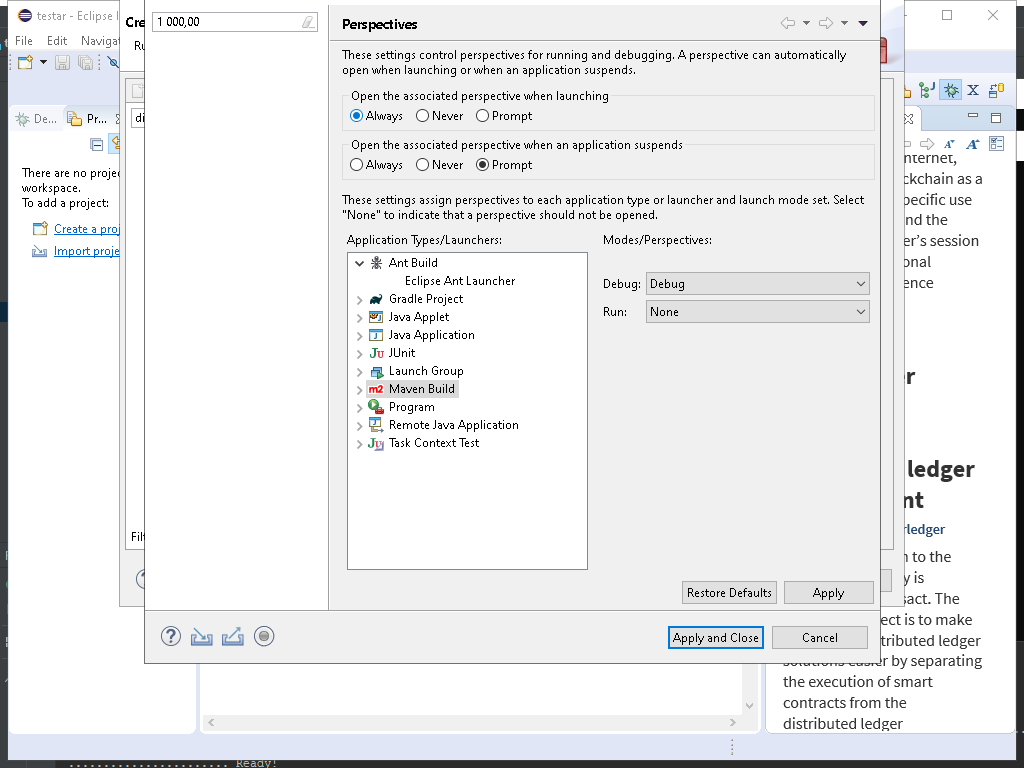 testar - Eclipse I
File Edit Naviga
De...
Pr...
There are no proje
workspace.
To add a project:
Create a proj
Import proje
Cre
Ru
di
Filt
1 000,00
Perspectives
These settings control perspectives for running and debugging. A perspective can automatically
open when launching or when an application suspends.
Open the associated perspective when launching
Always Never Prompt
Open the associated perspective when an application suspends
Always Never Prompt
These settings assign perspectives to each application type or launcher and launch mode set. Select
"None" to indicate that a perspective should not be opened.
Application Types/Launchers:
Ant Build
Eclipse Ant Launcher
Gradle Project
Java Applet
Java Application
JU JUnit
Launch Group
m2 Maven Build
Program
Remote Java Application
Task Context Test
Modes/Perspectives:
Debug: Debug
Run: None
Restore Defaults Apply
Apply and Close Cancel
nternet,
ckchain as a
pecific use
nd the
er's session
onal
ence
r
ledger
nt
rledger
n to the
y is
sact. The
ect is to make
tributed ledger
solutions easier by separating
the execution of smart
contracts from the
distributed ledger
Ready!